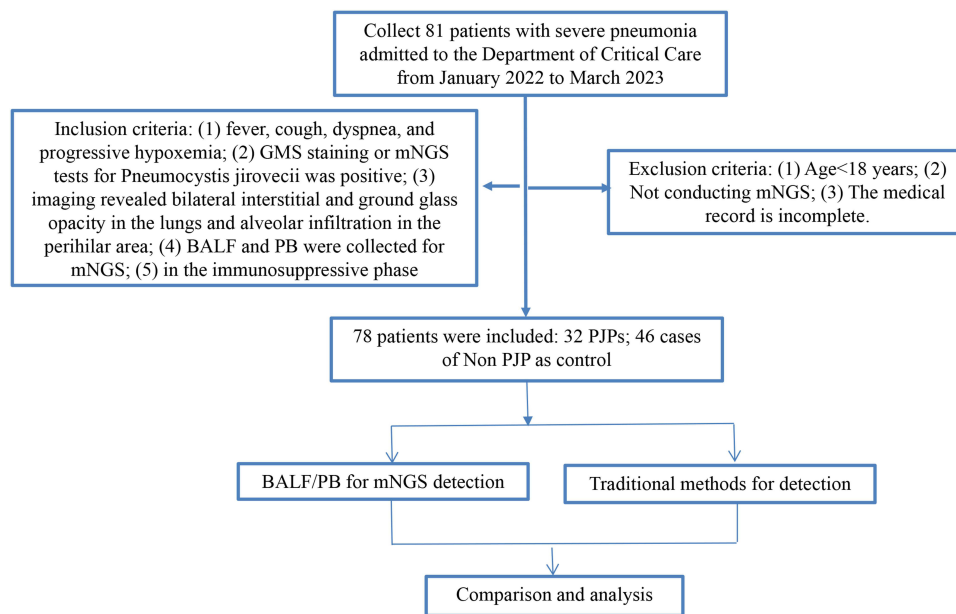 Collect 81 patients with severe pneumonia
admitted to the Department of Critical Care
from January 2022 to March 2023
Inclusion criteria: (1) fever, cough, dyspnea, and
progressive hypoxemia; (2) GMS staining or mNGS
tests for Pneumocystis jirovecii was positive; (3)
imaging revealed bilateral interstitial and ground glass
opacity in the lungs and alveolar infiltration in the
perihilar area; (4) BALF and PB were collected for
mNGS; (5) in the immunosuppressive phase
Exclusion criteria: (1) Age<18 years; (2)
Not conducting mNGS; (3) The medical
record is incomplete.
78 patients were included: 32 PJPs; 46 cases
of Non PJP as control
BALF/PB for mNGS detection
Traditional methods for detection
Comparison and analysis